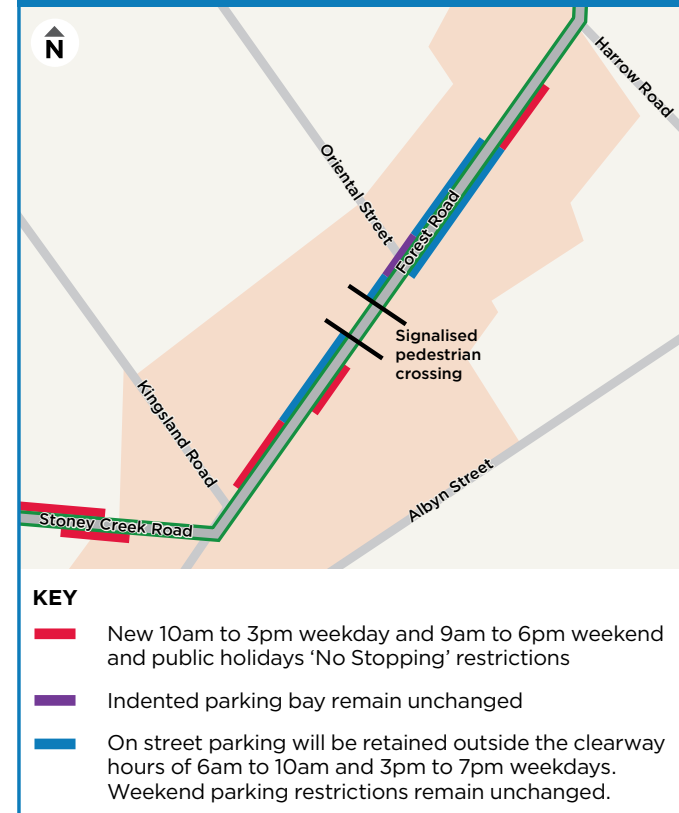 N
Harrow Road
Oriental Street
Forest Road
Signalised
pedestrian
crossing
Kingsland Road
Albyn Street
Stoney Creek Road
KEY
New 10am to 3pm weekday and 9am to 6pm weekend
and public holidays ‘No Stopping’ restrictions
Indented parking bay remain unchanged
On street parking will be retained outside the clearway
hours of 6am to 10am and 3pm to 7pm weekdays.
Weekend parking restrictions remain unchanged.